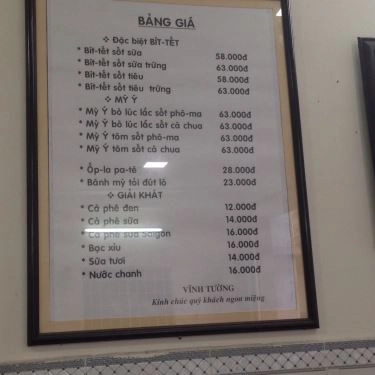 BẢNG GIÁ
❖ Đặc biệt BÍT-TẾT
* Bít-tết sốt sữa 58.000đ
* Bít-tết sốt sữa trứng 63.000đ
* Bít-tết sốt tiêu 58.000đ
* Bít-tết sốt tiêu trứng 63.000đ
❖ MỲ Ý
* Mỳ Ý bò lúc lắc sốt phô-ma 63.000đ
* Mỳ Ý bò lúc lắc sốt cà chua 63.000đ
* Mỳ Ý tôm sốt phô-ma 63.000đ
* Mỳ Ý tôm sốt cà chua 63.000đ
* Ốp-la pa-tê 28.000đ
* Bánh mỳ tỏi đút lò 23.000đ
❖ GIẢI KHÁT
* Cà phê đen 12.000đ
* Cà phê sữa 14.000đ
* Cà phê sữa Saigon 16.000đ
* Bạc xỉu 16.000đ
* Sữa tươi 14.000đ
* Nước chanh 16.000đ
VĨNH TƯỜNG
Kính chúc quý khách ngon miệng